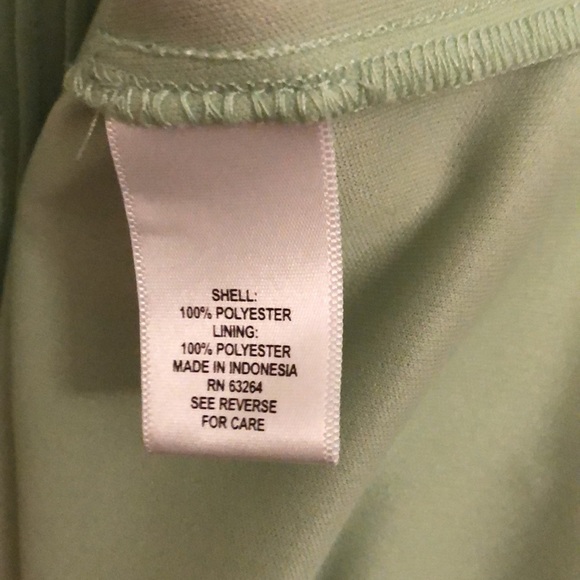 SHELL:
100% POLYESTER
LINING:
100% POLYESTER
MADE IN INDONESIA
RN 63264
SEE REVERSE
FOR CARE